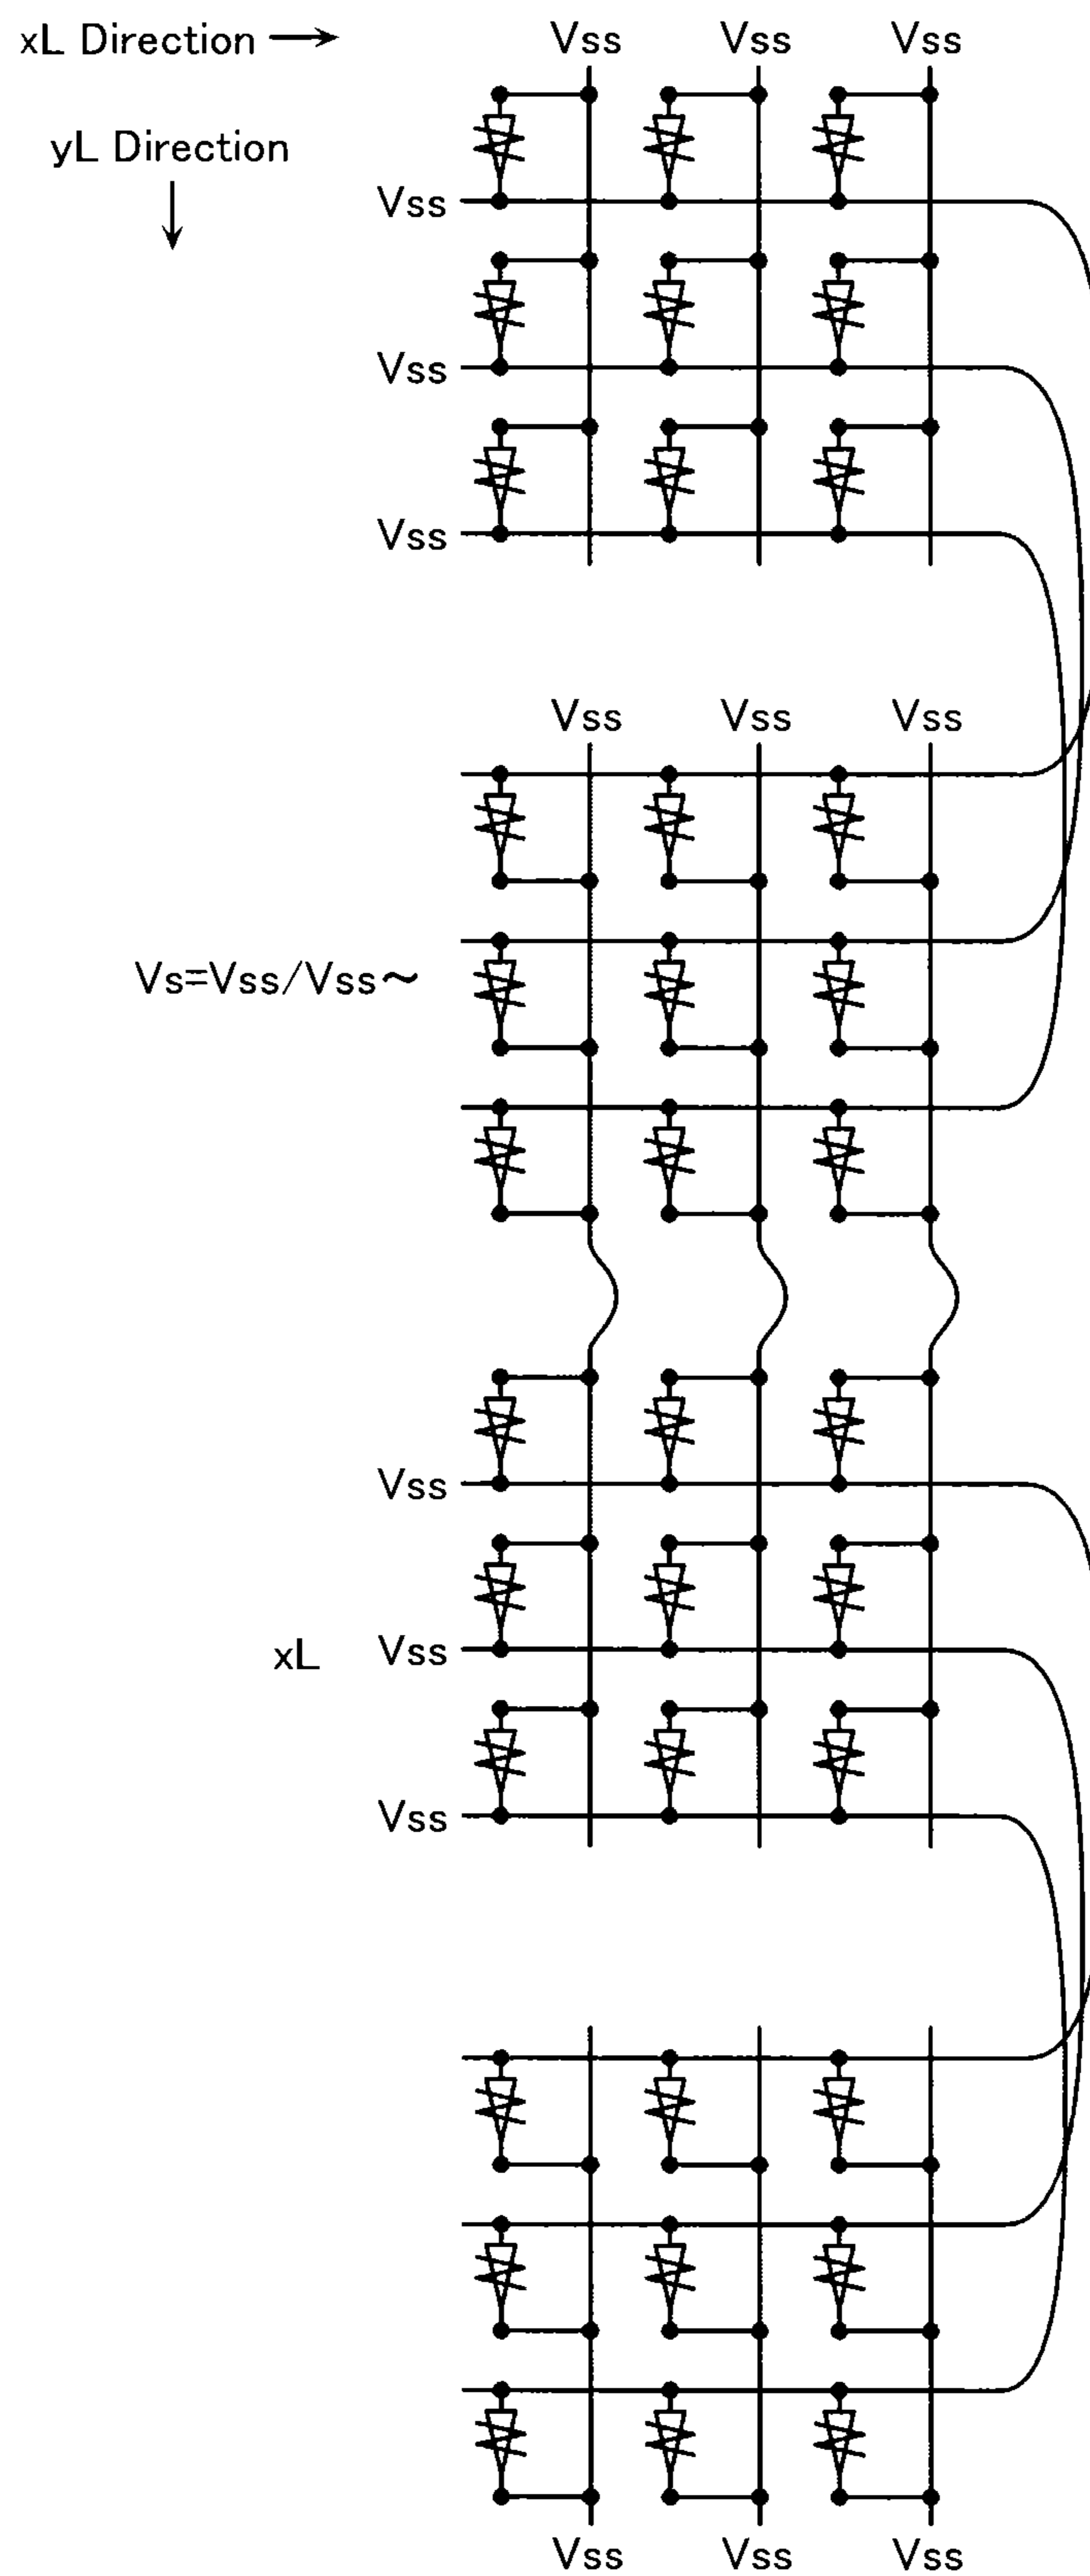 xL Direction → Vss Vss Vss
yL Direction
↓
Vss
Vss
Vss
Vss Vss Vss
Vs=Vss/Vss~
Vss
xL Vss
Vss
Vss Vss Vss